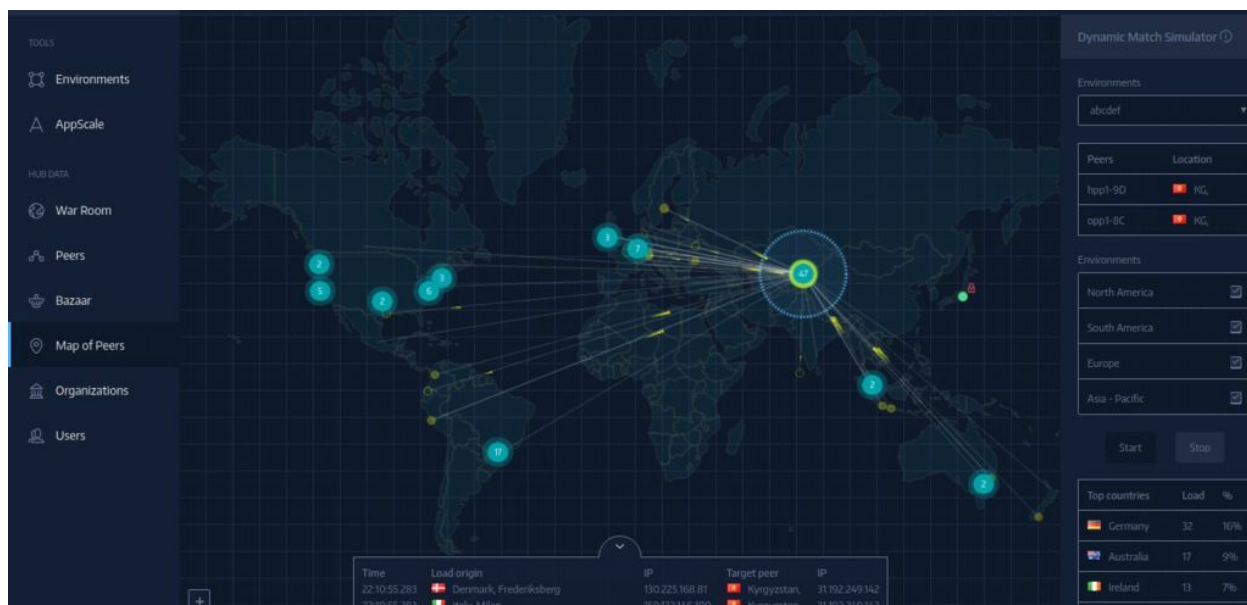 TOOLS
Environments
AppScale
HUB DATA
War Room
Peers
Bazaar
Map of Peers
Organizations
Users
3
7
47
2
5
3
6
2
2
17
2
Time Load origin IP Target peer IP
22:10:55.283 Denmark, Frederiksberg 130.225.168.81 Kyrgyzstan, 31.192.249.142
Dynamic Match Simulator
Environments
abcdef
Peers Location
hpp1-9D KG,
opp1-8C KG,
Environments
North America
South America
Europe
Asia - Pacific
Start Stop
Top countries Load %
Germany 32 16%
Australia 17 9%
Ireland 13 7%